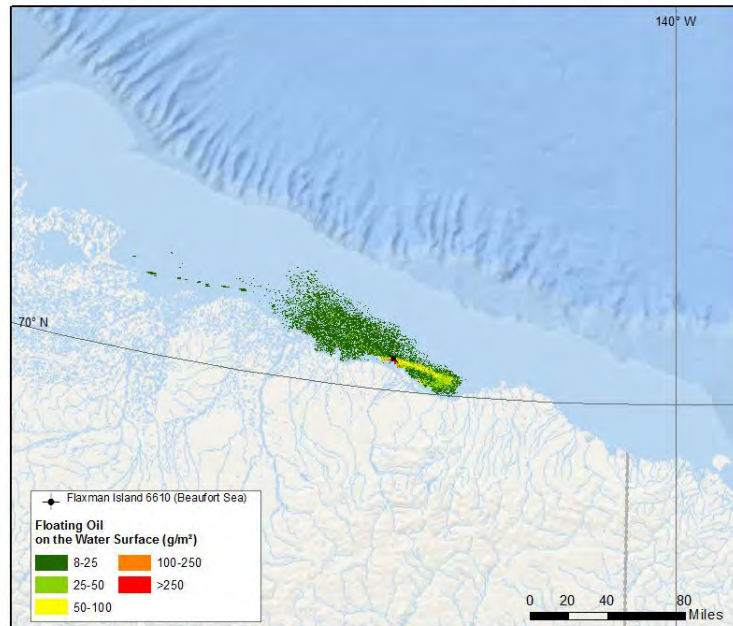 140° W
70° N
Flaxman Island 6610 (Beaufort Sea)
Floating Oil
on the Water Surface (g/m²)
8-25
100-250
25-50
>250
50-100
0 20 40 80
Miles